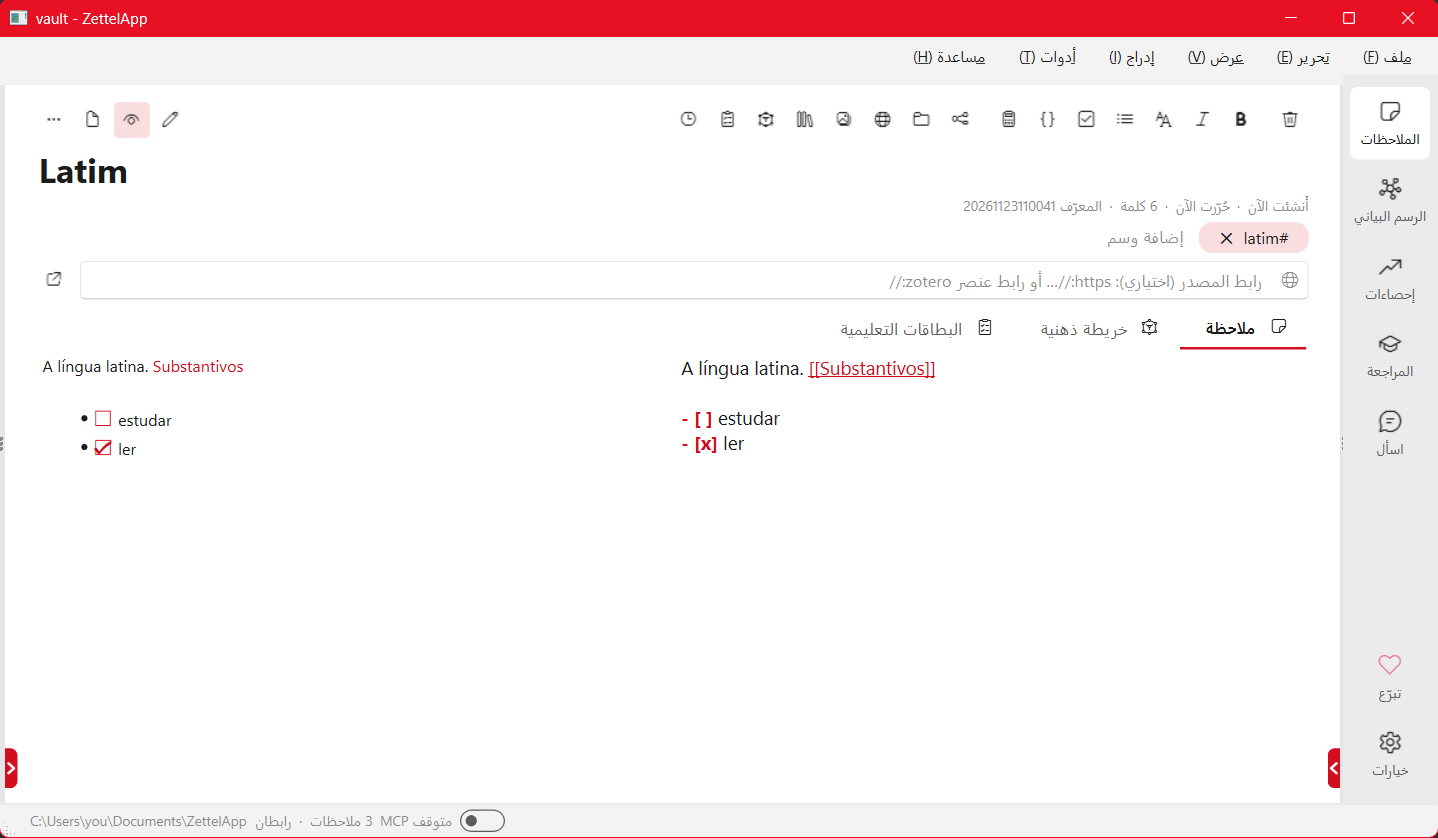 vault - ZettelApp
ملف (F)
تحرير (E)
عرض (V)
إدراج (I)
أدوات (T)
مساعدة (H)
الملاحظات
الرسم البياني
إحصاءات
المراجعة
اسأل
تبرّع
خيارات
Latim
أُنشئت الآن · حُرّرت الآن · 6 كلمة · المعرّف 20261123110041
#latim
إضافة وسم
رابط المصدر (اختياري): https://... أو رابط عنصر zotero://
ملاحظة
خريطة ذهنية
البطاقات التعليمية
A língua latina. [[Substantivos]]
- [ ] estudar
- [x] ler
A língua latina. Substantivos
• estudar
• ler
متوقف MCP
3 ملاحظات · رابطان
C:\Users\you\Documents\ZettelApp